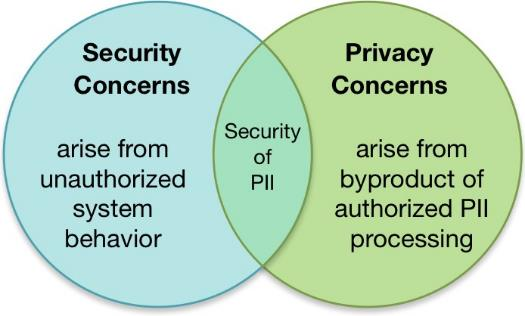 Security
Concerns
arise from
unauthorized
system
behavior
Security
of
PII
Privacy
Concerns
arise from
byproduct of
authorized PII
processing